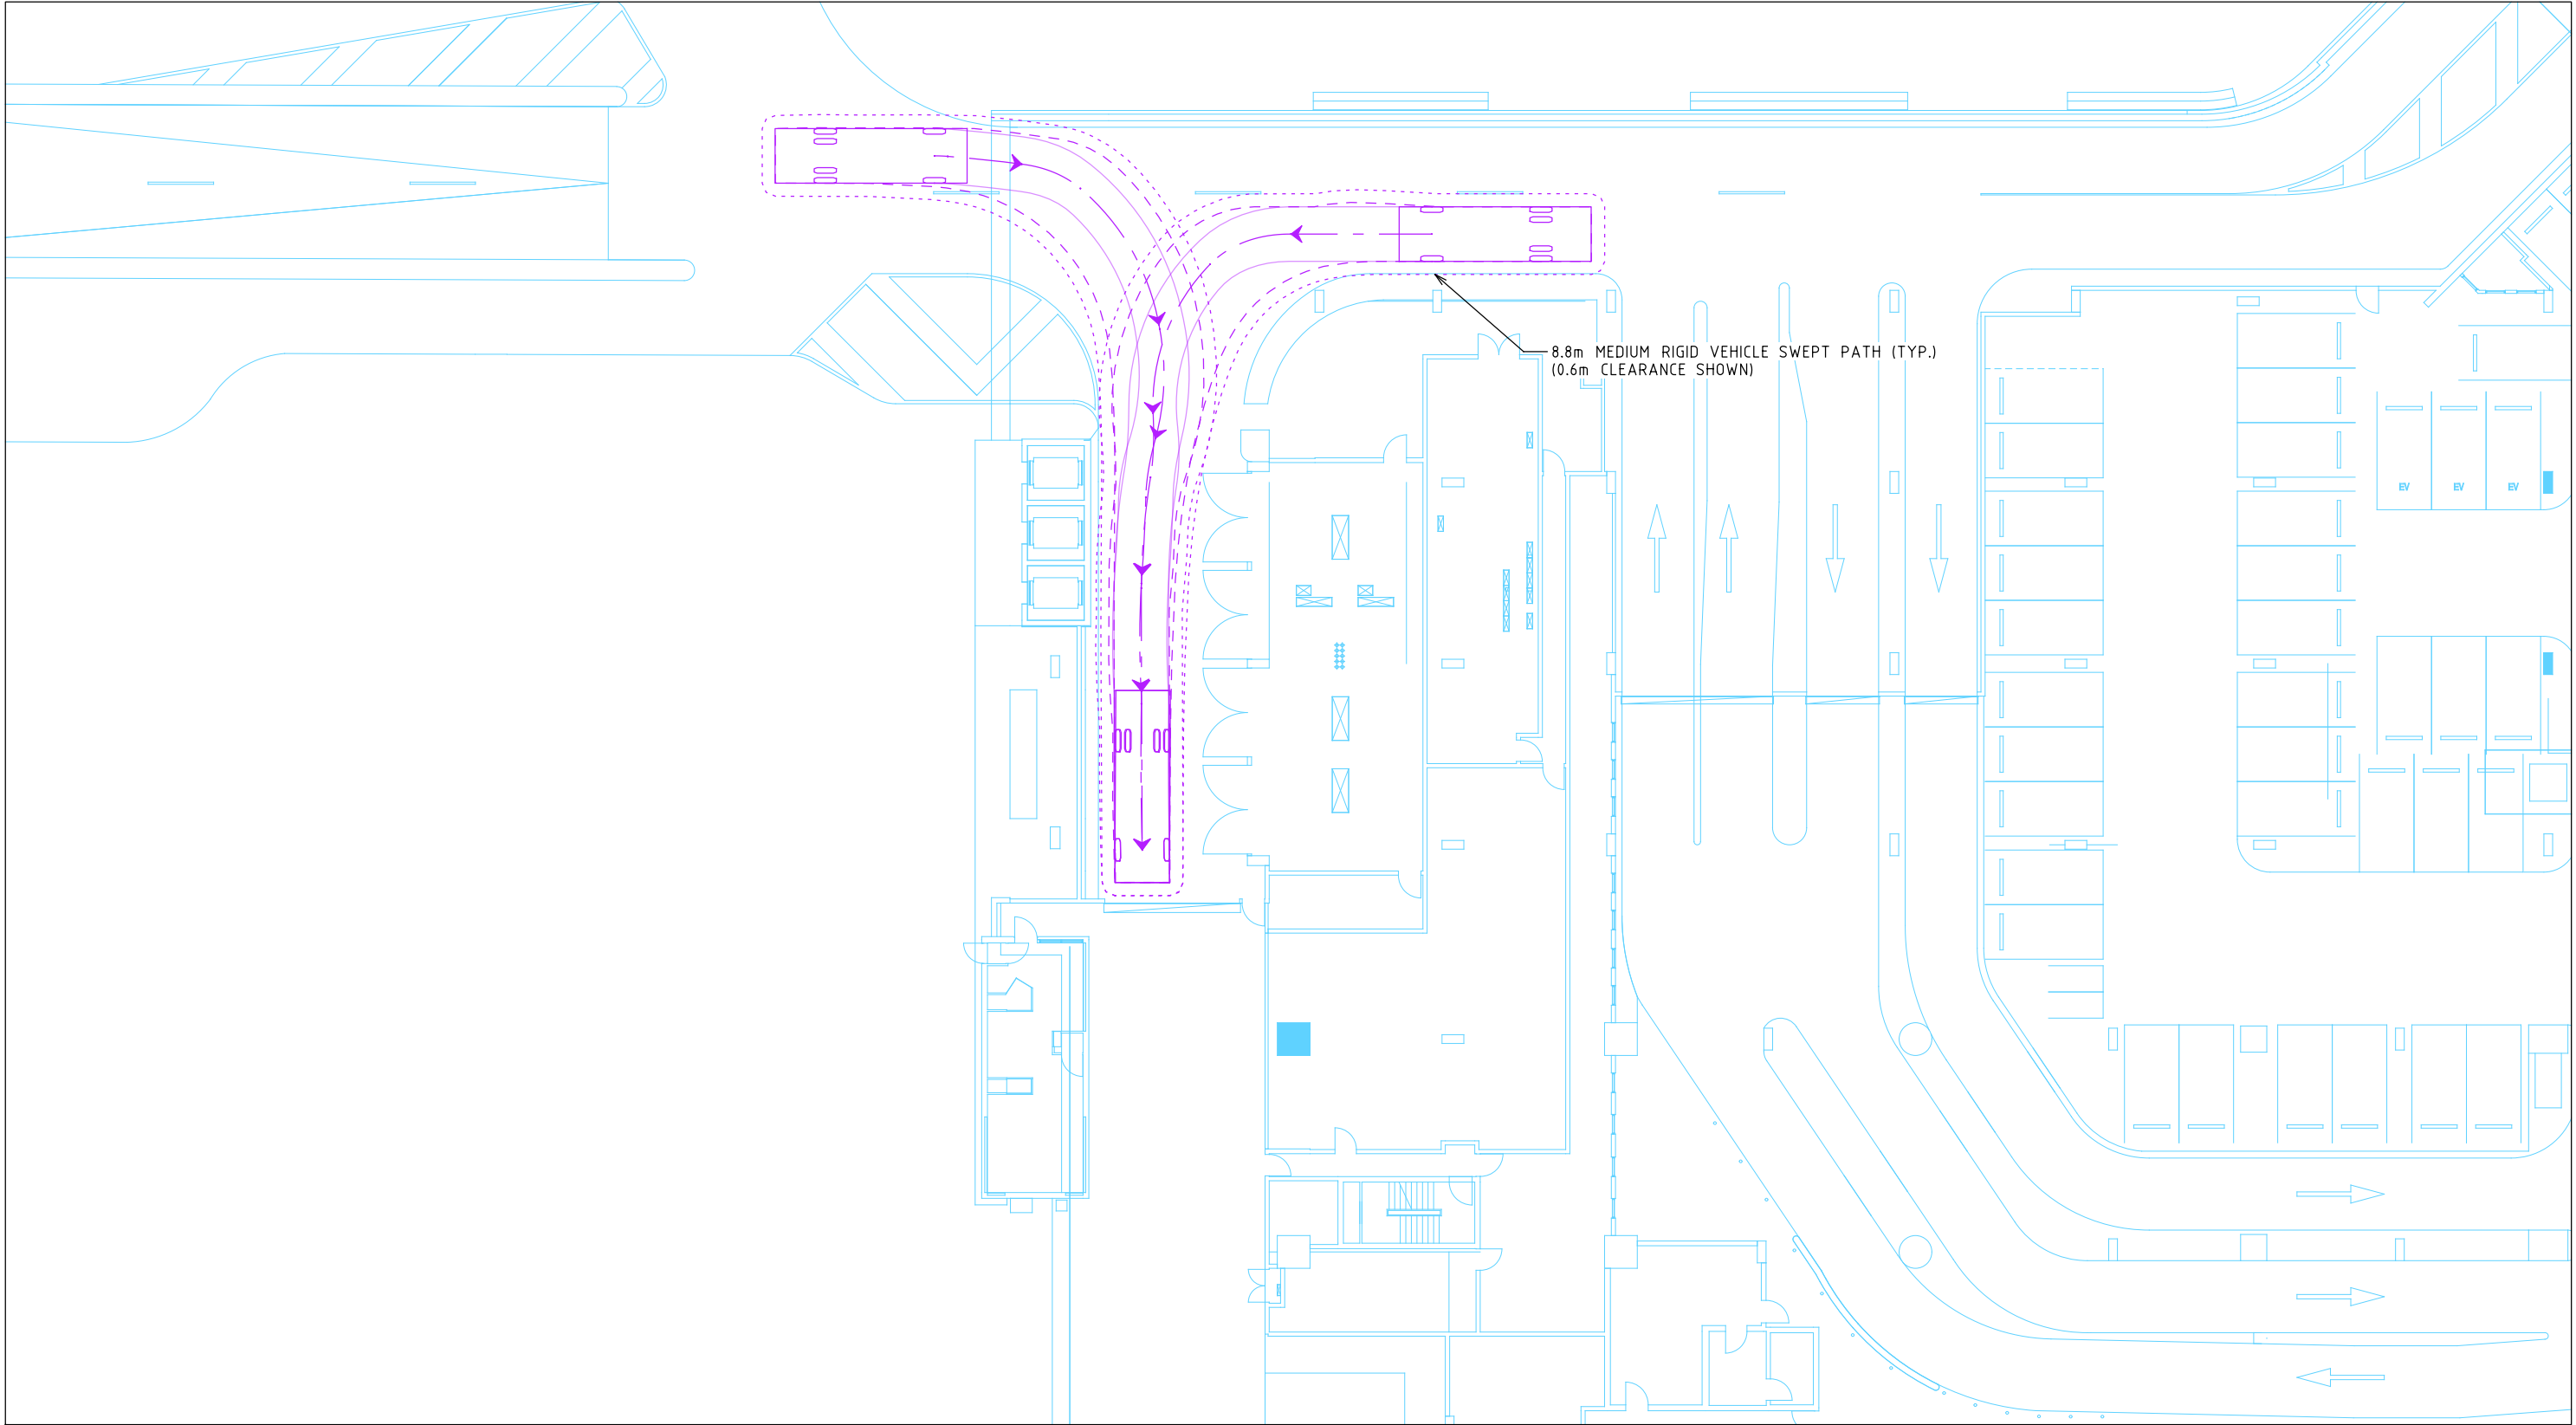 8.8m MEDIUM RIGID VEHICLE SWEPT PATH (TYP.)
(0.6m CLEARANCE SHOWN)
EV EV EV